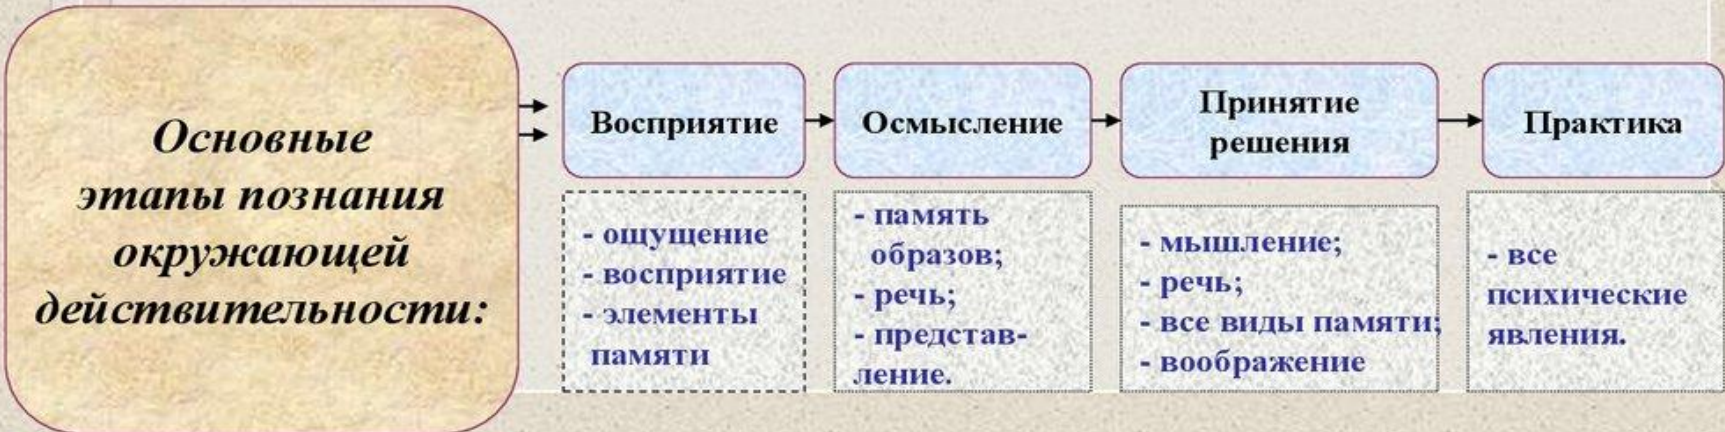 Основные
этапы познания
окружающей
действительности:
Восприятие
Осмысление
Принятие
решения
Практика
- ощущение
- восприятие
- элементы
памяти
- память
образов;
- речь;
- представ-
ление.
- мышление;
- речь;
- все виды памяти;
- воображение
- все
психические
явления.